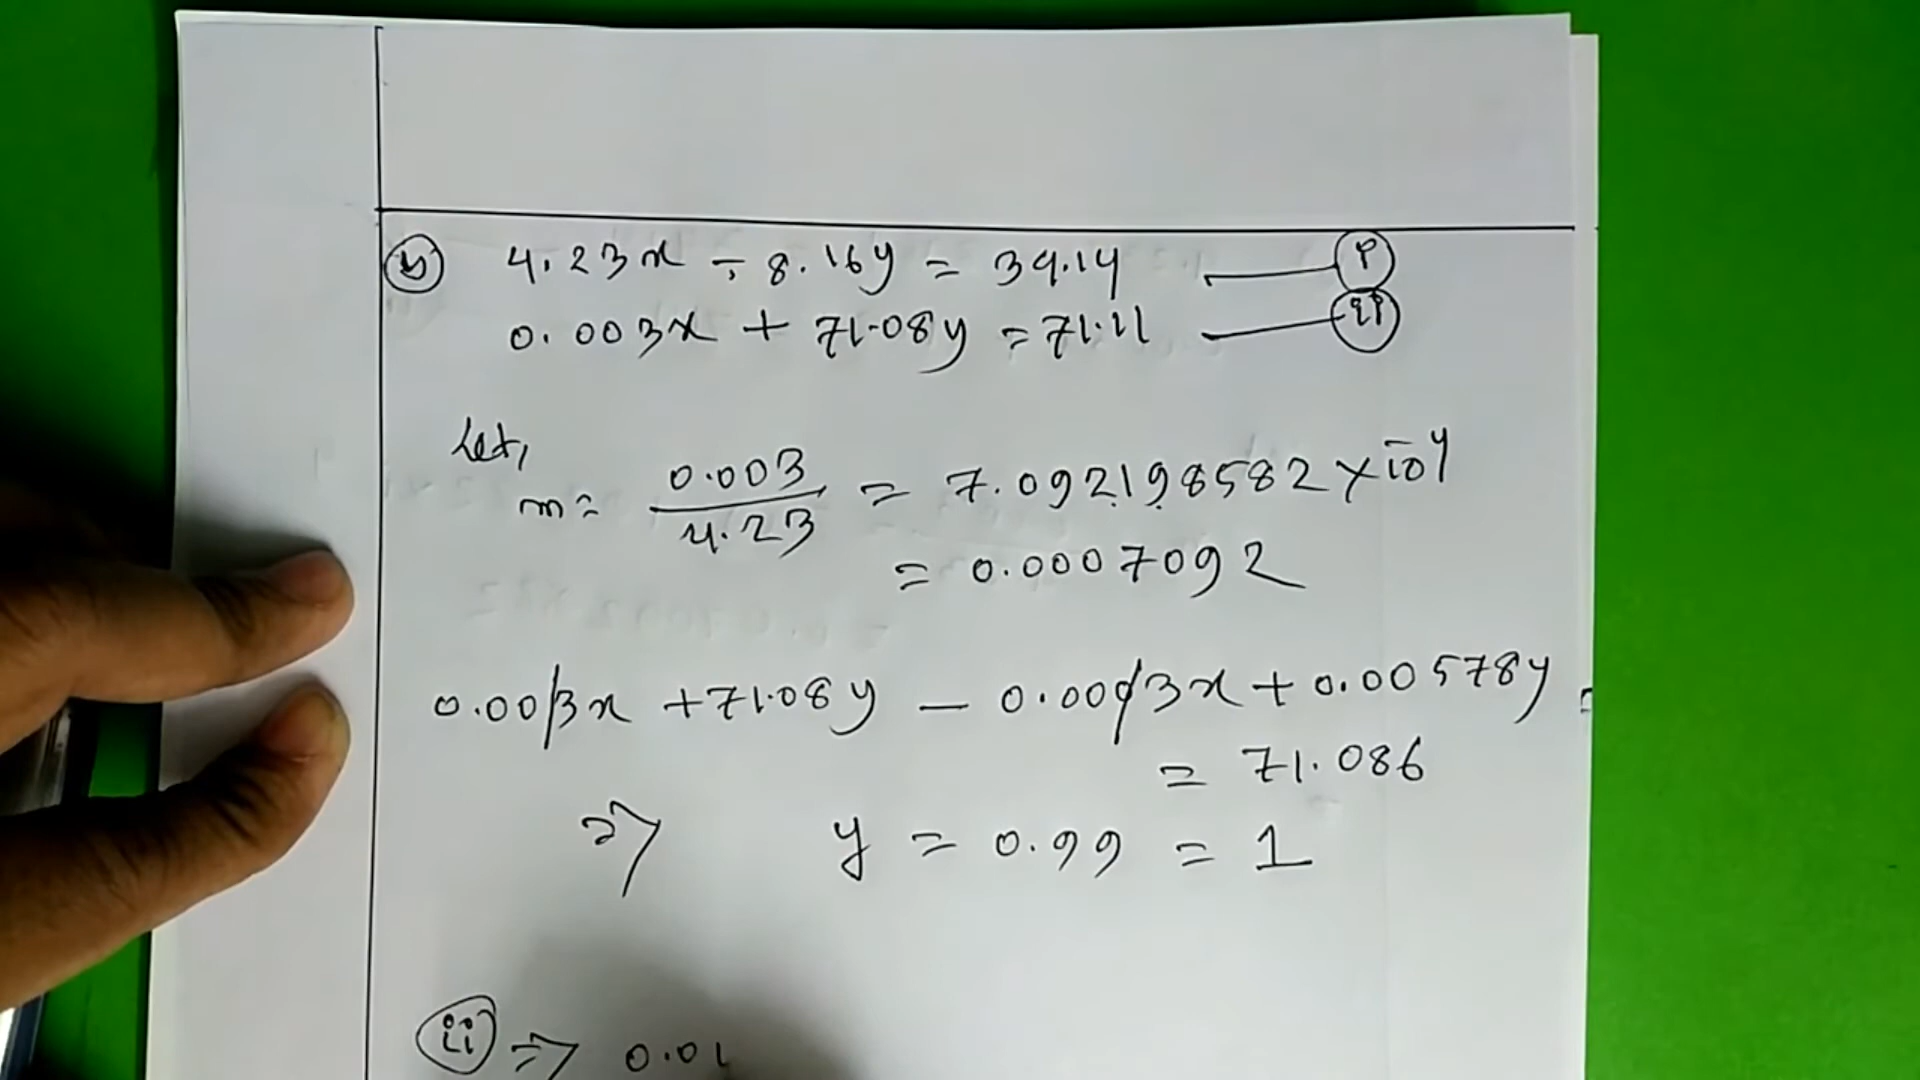 b 4.23x - 8.16y = 34.14 i
0.003x + 71.08y = 71.11 ii
Let,
m = 0.003/4.23 = 7.092198582 × 10⁻⁴
= 0.0007092
0.003x + 71.08y - 0.003x + 0.00578y =
= 71.086
⇒ y = 0.99 = 1
ii ⇒ 0.0